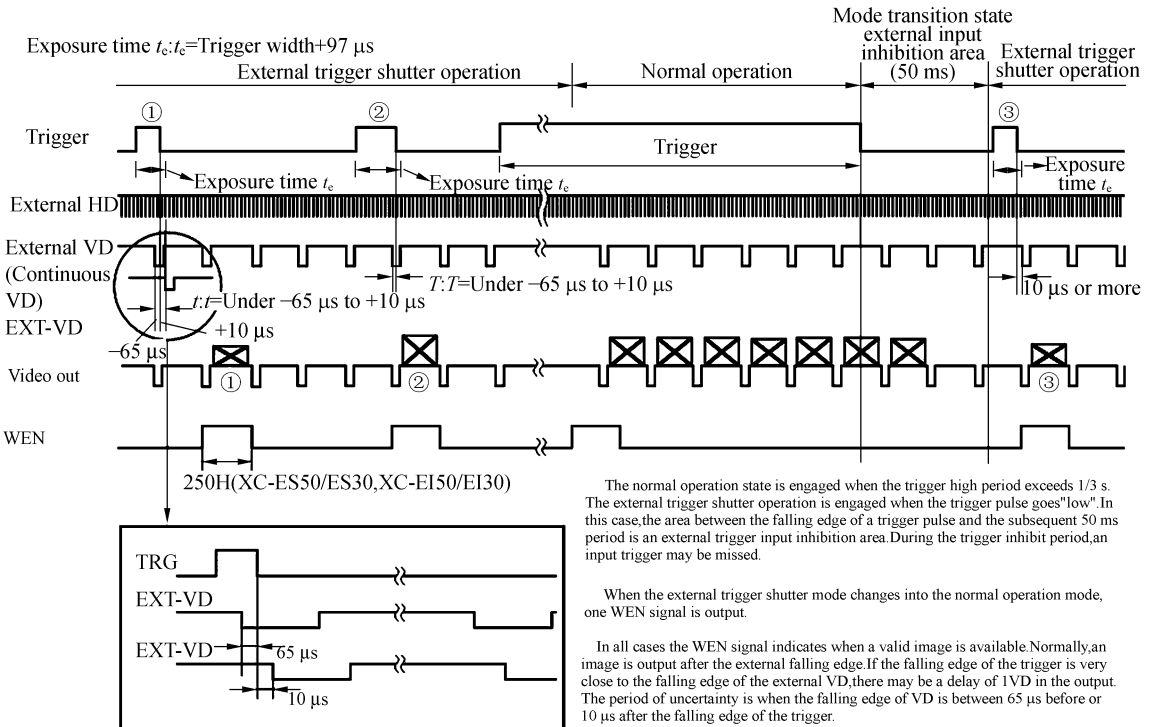 Mode transition state
external input
inhibition area
(50 ms)
Exposure time te:te=Trigger width+97 μs
External trigger shutter operation
Normal operation
External trigger
shutter operation
①
②
③
Trigger
Trigger
Exposure time te
Exposure time te
Exposure
time te
External HD
External VD
(Continuous
VD)
EXT-VD
t:t=Under −65 μs to +10 μs
T:T=Under −65 μs to +10 μs
10 μs or more
+10 μs
−65 μs
Video out
①
②
③
WEN
250H(XC-ES50/ES30,XC-EI50/EI30)
TRG
EXT-VD
EXT-VD
65 μs
10 μs
The normal operation state is engaged when the trigger high period exceeds 1/3 s.
The external trigger shutter operation is engaged when the trigger pulse goes"low".In
this case,the area between the falling edge of a trigger pulse and the subsequent 50 ms
period is an external trigger input inhibition area.During the trigger inhibit period,an
input trigger may be missed.
When the external trigger shutter mode changes into the normal operation mode,
one WEN signal is output.
In all cases the WEN signal indicates when a valid image is available.Normally,an
image is output after the external falling edge.If the falling edge of the trigger is very
close to the falling edge of the external VD,there may be a delay of 1VD in the output.
The period of uncertainty is when the falling edge of VD is between 65 μs before or
10 μs after the falling edge of the trigger.